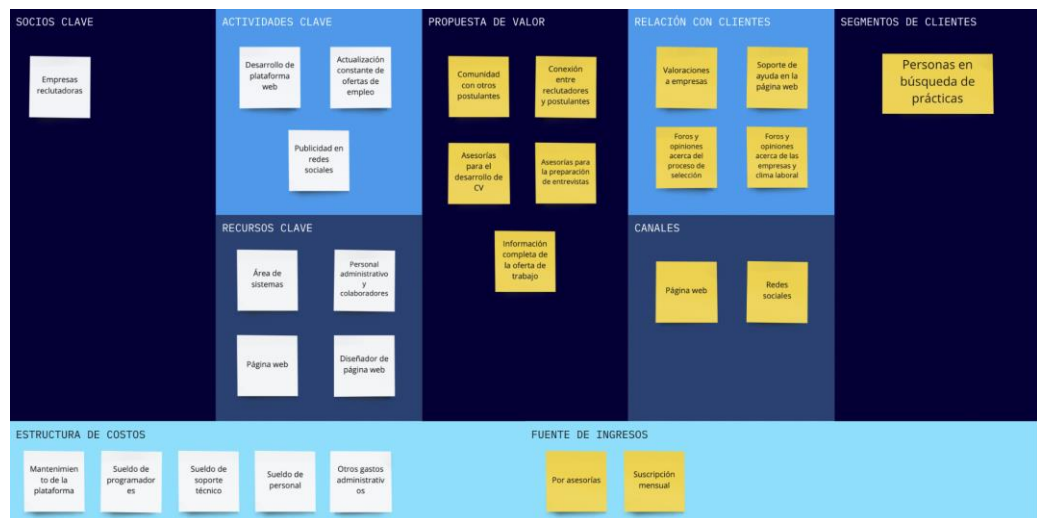 SOCIOS CLAVE
Empresas
reclutadoras
ACTIVIDADES CLAVE
Desarrollo de
plataforma
web
Actualización
constante de
ofertas de
empleo
Publicidad en
redes
sociales
RECURSOS CLAVE
Área de
sistemas
Personal
administrativo
y
colaboradores
Página web
Diseñador de
página web
PROPUESTA DE VALOR
Comunidad
con otros
postulantes
Conexión
entre
reclutadores
y postulantes
Asesorías
para el
desarrollo de
CV
Asesorías para
la preparación
de entrevistas
Información
completa de
la oferta de
trabajo
RELACIÓN CON CLIENTES
Valoraciones
a empresas
Soporte de
ayuda en la
página web
Foros y
opiniones
acerca del
proceso de
selección
Foros y
opiniones
acerca de las
empresas y
clima laboral
CANALES
Página web
Redes
sociales
SEGMENTOS DE CLIENTES
Personas en
búsqueda de
prácticas
ESTRUCTURA DE COSTOS
Mantenimien
to de la
plataforma
Sueldo de
programador
es
Sueldo de
soporte
técnico
Sueldo de
personal
Otros gastos
administrativ
os
FUENTE DE INGRESOS
Por asesorías
Suscripción
mensual